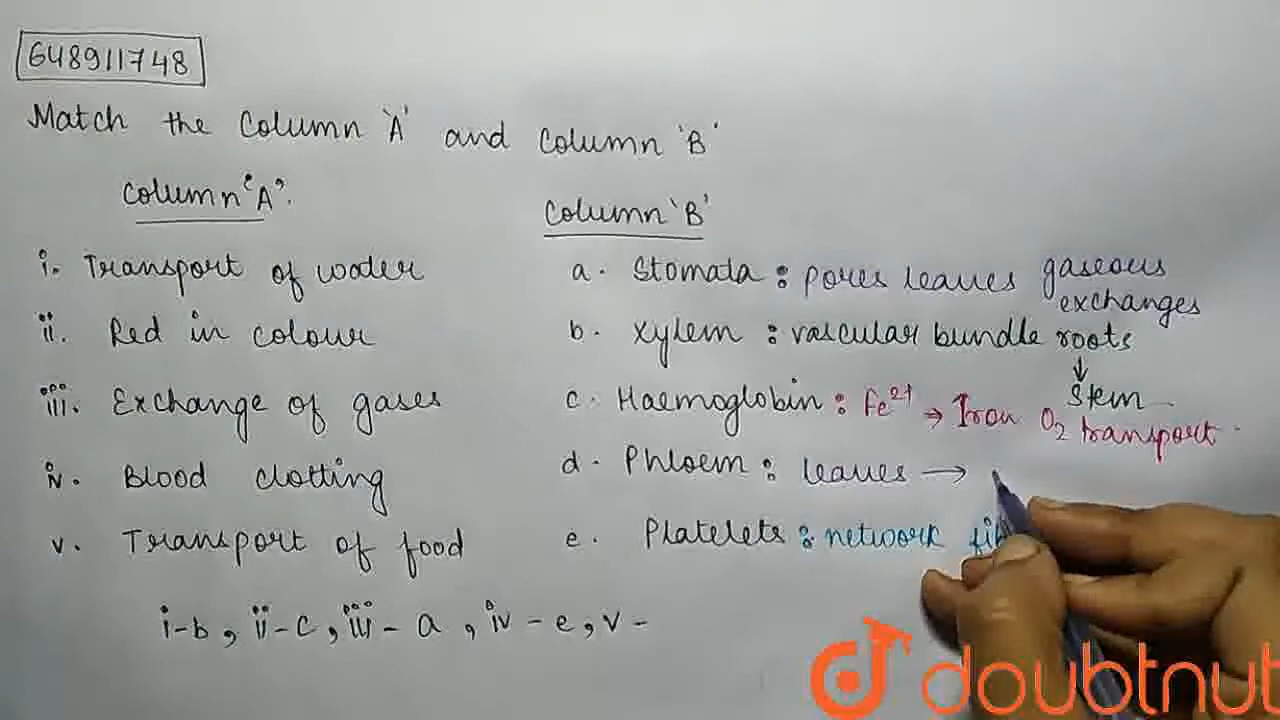 648911748
Match the Column 'A' and Column 'B'
Column 'A'.
Column 'B'
i. Transport of water
a. Stomata : pores leaves gaseous exchanges
ii. Red in colour
b. Xylem : vascular bundle roots
↓
Stem
iii. Exchange of gases
c. Haemoglobin : Fe2+ → Iron O2 transport.
iv. Blood clotting
d. Phloem : leaves →
v. Transport of food
e. Platelets : network
i-b, ii-c, iii-a, iv-e, v-
doubtnut